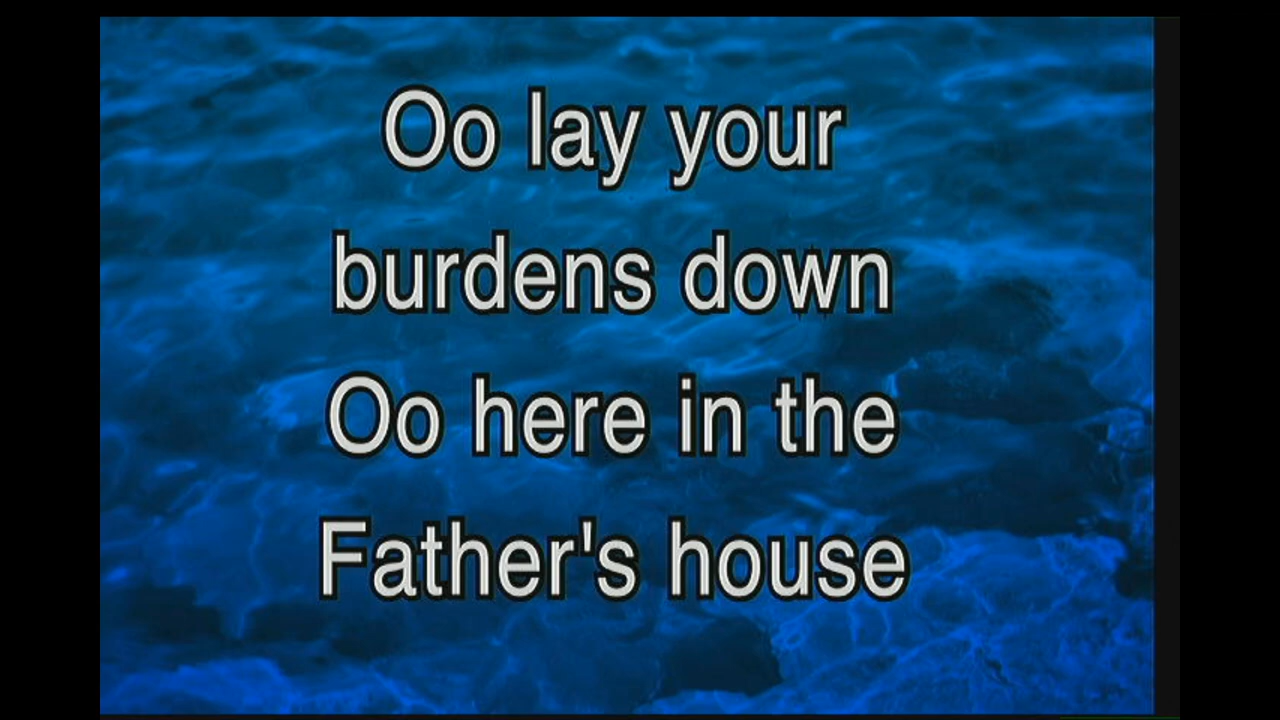 Oo lay your
burdens down
Oo here in the
Father's house